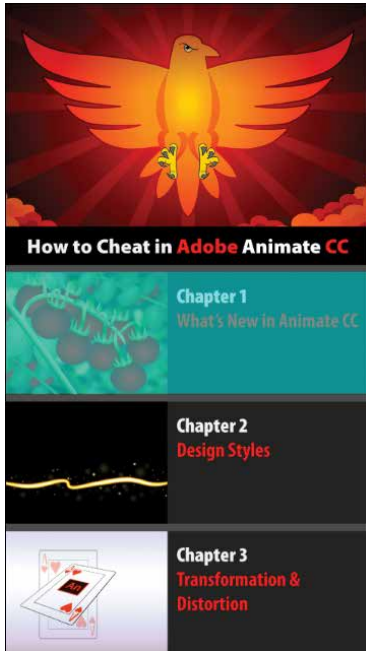 How to Cheat in Adobe Animate CC
Chapter 1
What's New in Animate CC
Chapter 2
Design Styles
An
Chapter 3
Transformation &
Distortion